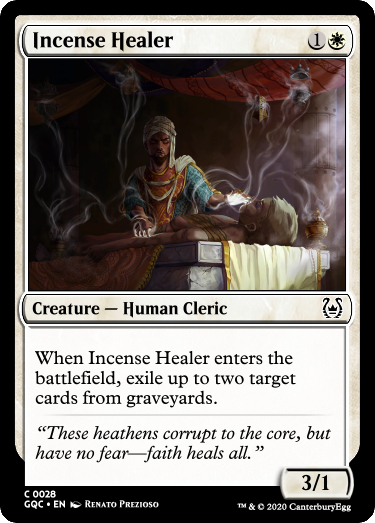 Incense Healer 1
Creature — Human Cleric
When Incense Healer enters the
battlefield, exile up to two target
cards from graveyards.
“These heathens corrupt to the core, but
have no fear—faith heals all.”
3/1
C 0028
GQC • EN Renato Prezioso
™ & © 2020 CanterburyEgg